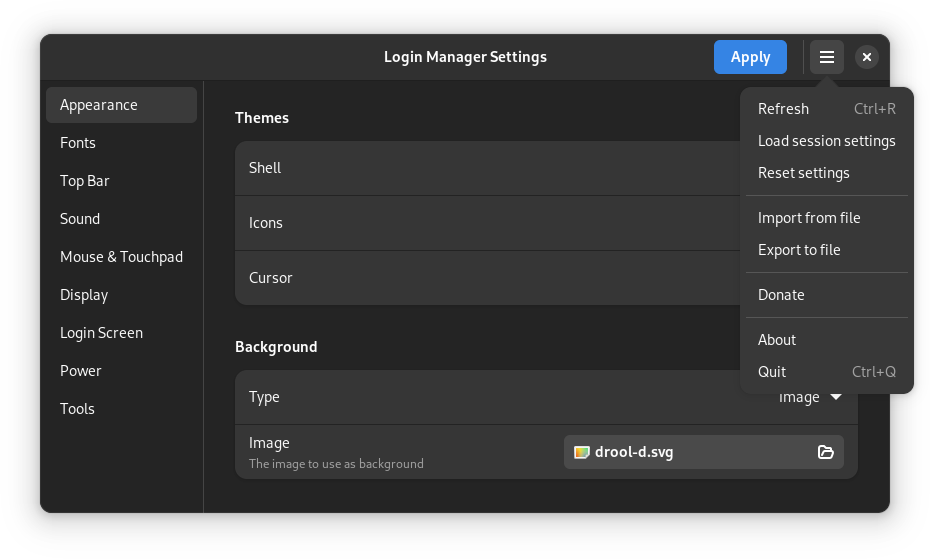 Login Manager Settings
Apply
Appearance
Fonts
Top Bar
Sound
Mouse & Touchpad
Display
Login Screen
Power
Tools
Themes
Shell
Icons
Cursor
Background
Type
Image
Image
The image to use as background
drool-d.svg
Refresh Ctrl+R
Load session settings
Reset settings
Import from file
Export to file
Donate
About
Quit Ctrl+Q